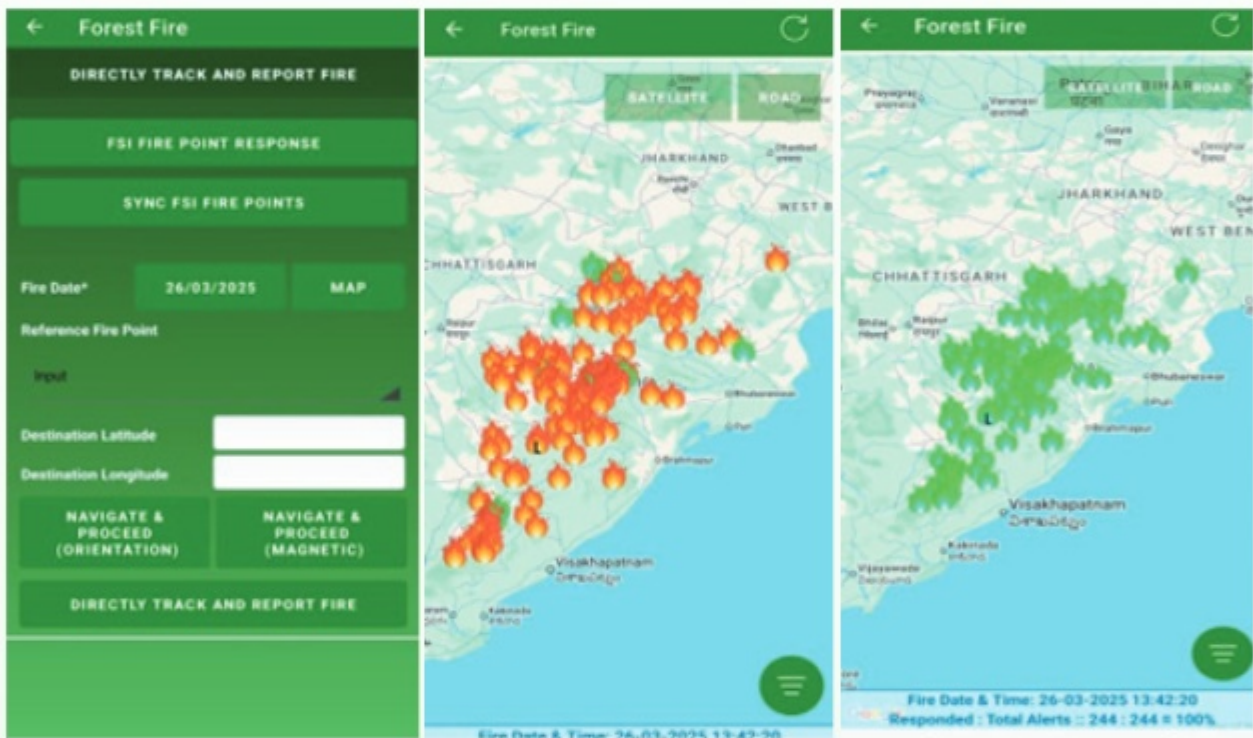 Forest Fire
DIRECTLY TRACK AND REPORT FIRE
FSI FIRE POINT RESPONSE
SYNC FSI FIRE POINTS
Fire Date*
26/03/2025
MAP
Reference Fire Point
Input
Destination Latitude
Destination Longitude
NAVIGATE &
PROCEED
(ORIENTATION)
NAVIGATE &
PROCEED
(MAGNETIC)
DIRECTLY TRACK AND REPORT FIRE
Forest Fire
SATELLITE
ROAD
Dhanbad
JHARKHAND
Ranchi
WEST B
CHHATTISGARH
Raipur
Bhubaneswar
Puri
Brahmapur
L
Visakhapatnam
Kakinada
Fire Date & Time: 26-03-2025 13:42:20
Forest Fire
SATELLITE
BIHAR
ROAD
Prayagraj
Varanasi
Gaya
Deoghar
JHARKHAND
WEST BEN
CHHATTISGARH
Bhilai
Raipur
Bhubaneswar
Puri
L
Brahmapur
Visakhapatnam
Kakinada
Vijayawada
Fire Date & Time: 26-03-2025 13:42:20
Responded : Total Alerts :: 244 : 244 = 100%